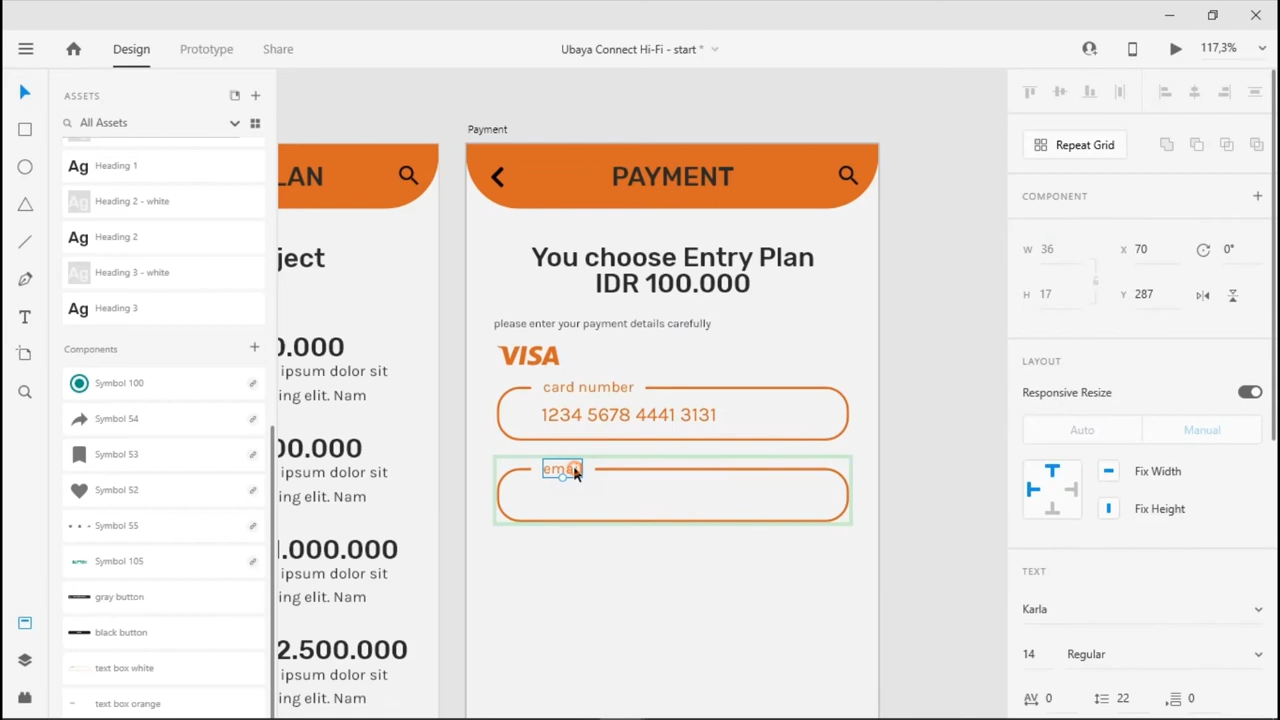 Design
Prototype
Share
Ubaya Connect Hi-Fi - start *
117,3%
ASSETS
All Assets
Ag Heading 1
Ag Heading 2 - white
Ag Heading 2
Ag Heading 3 - white
Ag Heading 3
Components
Symbol 100
Symbol 54
Symbol 53
Symbol 52
Symbol 55
Symbol 105
gray button
black button
text box white
text box orange
LAN
ject
0.000
ipsum dolor sit
ing elit. Nam
00.000
ipsum dolor sit
ing elit. Nam
1.000.000
ipsum dolor sit
ing elit. Nam
2.500.000
ipsum dolor sit
ing elit. Nam
Payment
PAYMENT
You choose Entry Plan
IDR 100.000
please enter your payment details carefully
VISA
card number
1234 5678 4441 3131
email
Repeat Grid
COMPONENT
W 36
X 70
0°
H 17
Y 287
LAYOUT
Responsive Resize
Auto
Manual
Fix Width
Fix Height
TEXT
Karla
14
Regular
AV 0
22
0